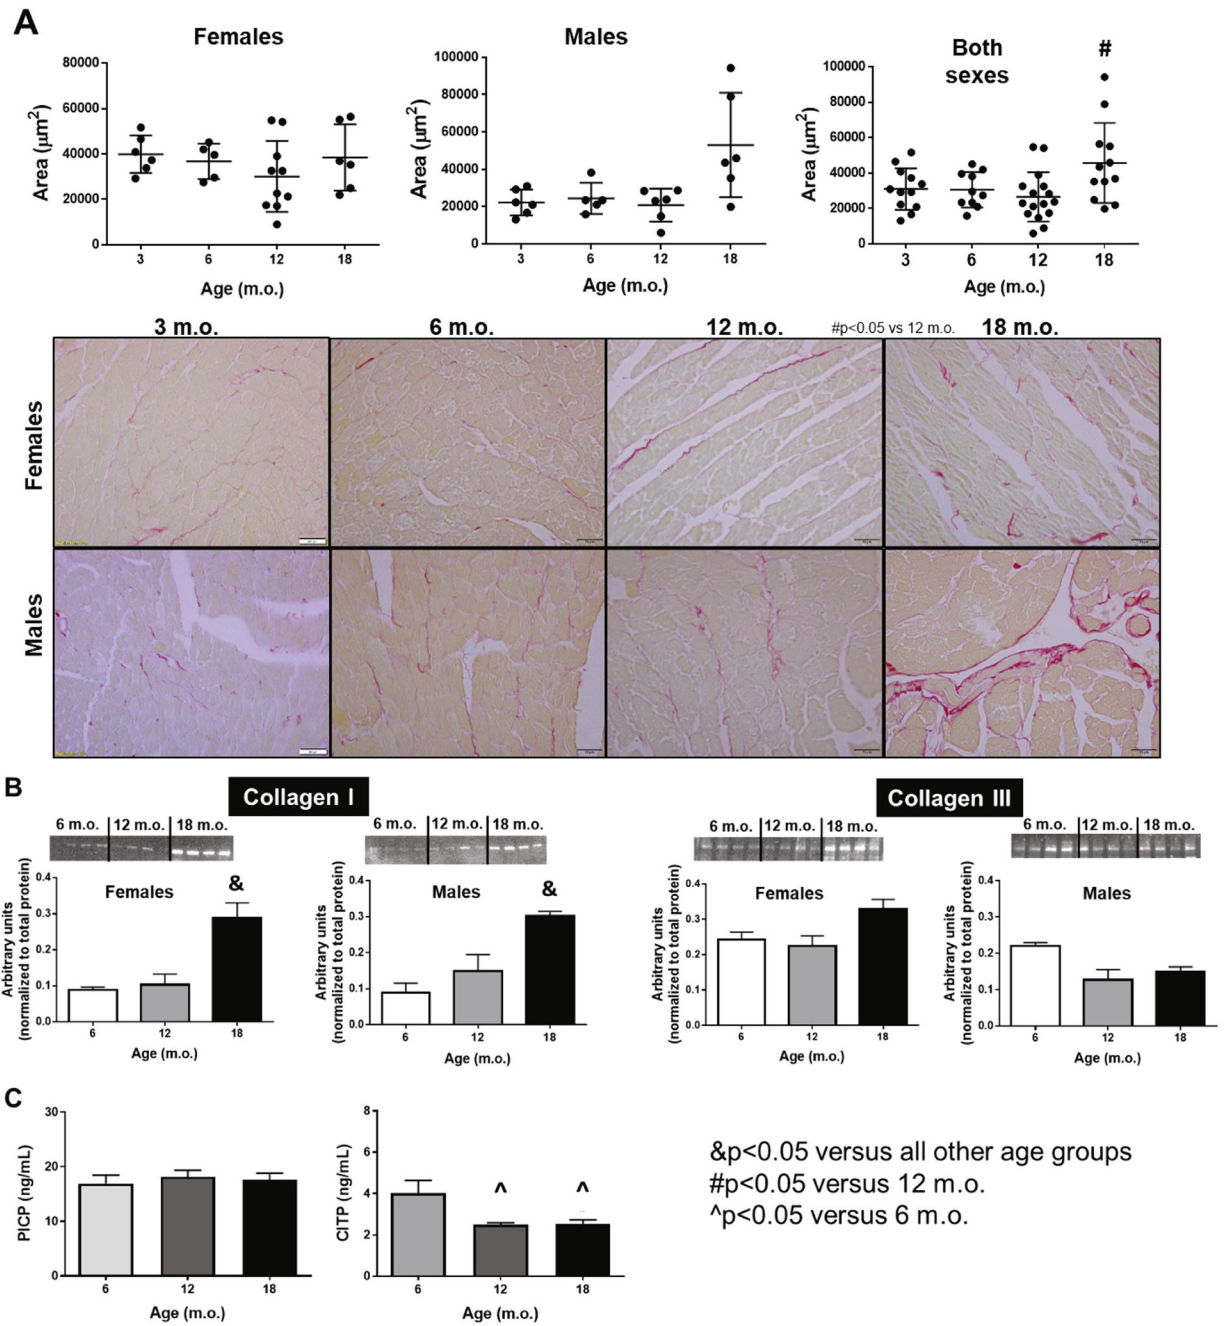 A
Females
Males
Both
sexes
#
80000
60000
40000
20000
0
Area (μm²)
3
6
12
18
Age (m.o.)
100000
80000
60000
40000
20000
0
Area (μm²)
3
6
12
18
Age (m.o.)
100000
80000
60000
40000
20000
0
Area (μm²)
3
6
12
18
Age (m.o.)
3 m.o.
6 m.o.
12 m.o.
#p<0.05 vs 12 m.o.
18 m.o.
Females
Males
B
Collagen I
Collagen III
6 m.o.
12 m.o.
18 m.o.
6 m.o.
12 m.o.
18 m.o.
6 m.o.
12 m.o.
18 m.o.
6 m.o.
12 m.o.
18 m.o.
Arbitrary units
(normalized to total protein)
0.4
0.3
0.2
0.1
0.0
Females
&
6
12
18
Age (m.o.)
Arbitrary units
(normalized to total protein)
0.4
0.3
0.2
0.1
0.0
Males
&
6
12
18
Age (m.o.)
Arbitrary units
(normalized to total protein)
0.4
0.3
0.2
0.1
0.0
Females
6
12
18
Age (m.o.)
Arbitrary units
(normalized to total protein)
0.4
0.3
0.2
0.1
0.0
Males
6
12
18
Age (m.o.)
C
PICP (ng/mL)
30
20
10
0
6
12
18
Age (m.o.)
CITP (ng/mL)
8
6
4
2
0
^
^
6
12
18
Age (m.o.)
&p<0.05 versus all other age groups
#p<0.05 versus 12 m.o.
^p<0.05 versus 6 m.o.